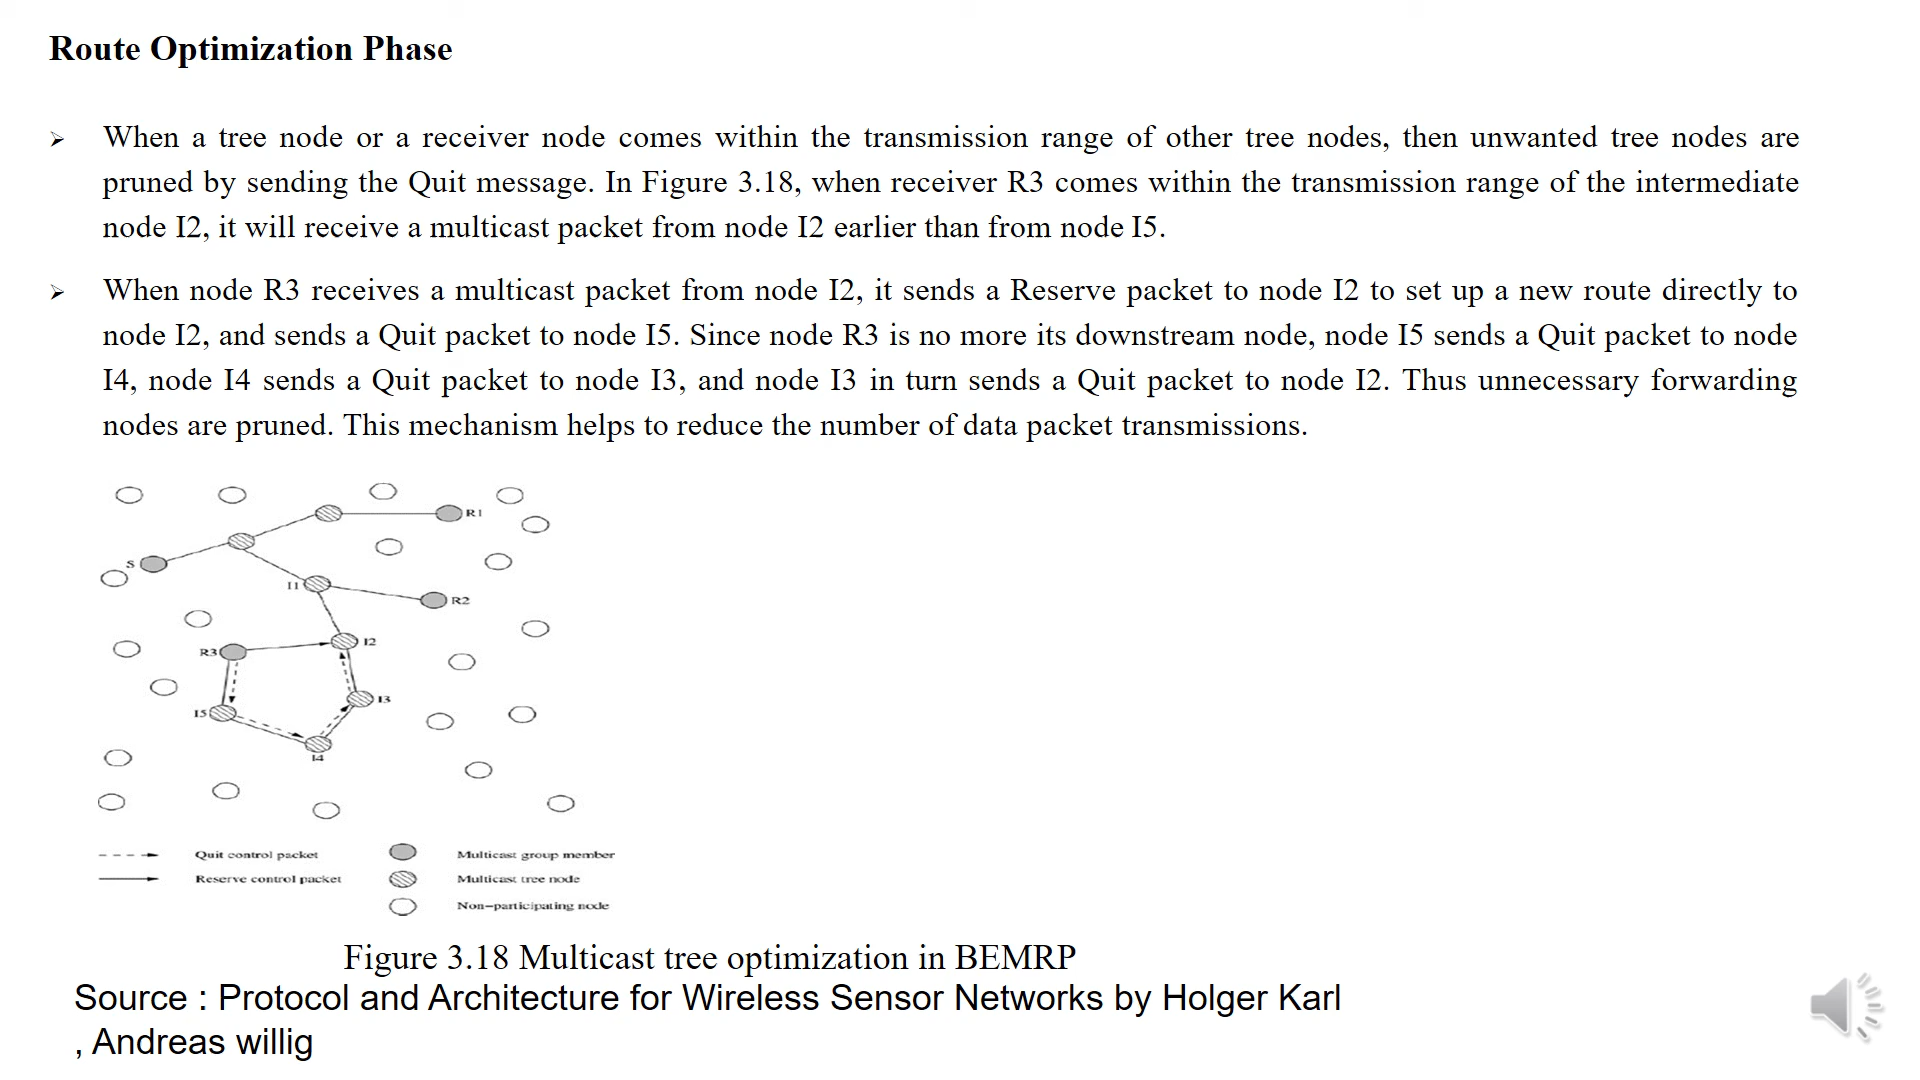 Route Optimization Phase
When a tree node or a receiver node comes within the transmission range of other tree nodes, then unwanted tree nodes are
pruned by sending the Quit message. In Figure 3.18, when receiver R3 comes within the transmission range of the intermediate
node I2, it will receive a multicast packet from node I2 earlier than from node I5.
When node R3 receives a multicast packet from node I2, it sends a Reserve packet to node I2 to set up a new route directly to
node I2, and sends a Quit packet to node I5. Since node R3 is no more its downstream node, node I5 sends a Quit packet to node
I4, node I4 sends a Quit packet to node I3, and node I3 in turn sends a Quit packet to node I2. Thus unnecessary forwarding
nodes are pruned. This mechanism helps to reduce the number of data packet transmissions.
R1
S
I1
R2
I2
R3
I3
I5
I4
Quit control packet
Multicast group member
Reserve control packet
Multicast tree node
Non-participating node
Figure 3.18 Multicast tree optimization in BEMRP
Source : Protocol and Architecture for Wireless Sensor Networks by Holger Karl
, Andreas willig